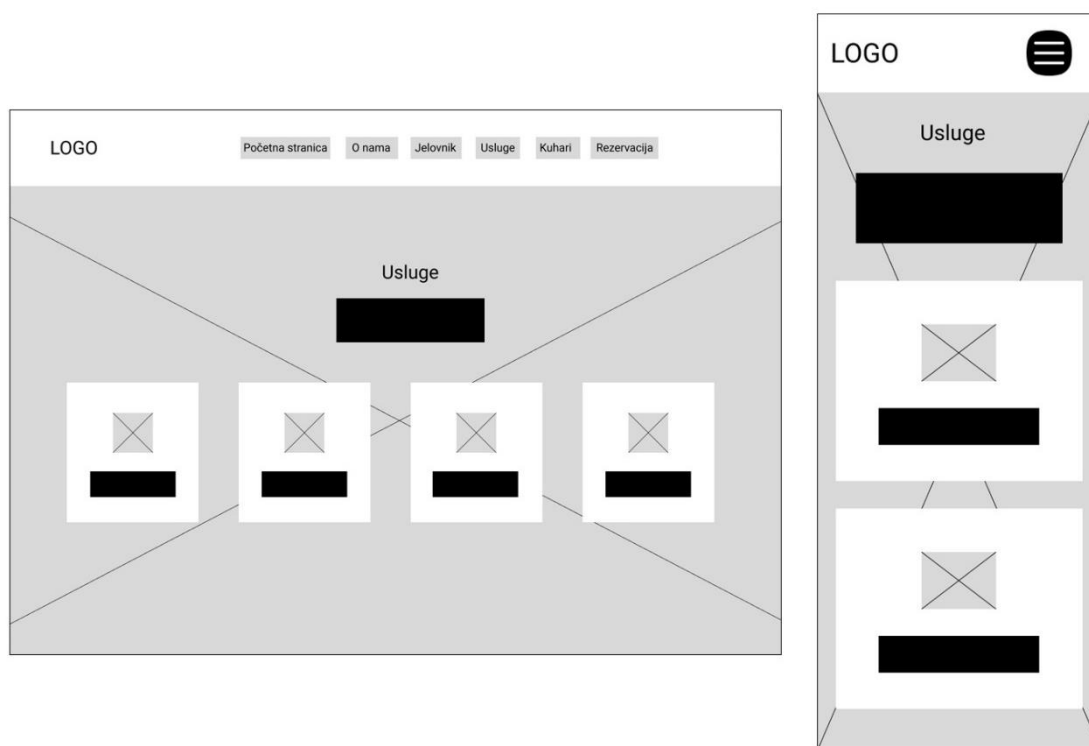 LOGO
Početna stranica O nama Jelovnik Usluge Kuhari Rezervacija
Usluge
LOGO
Usluge